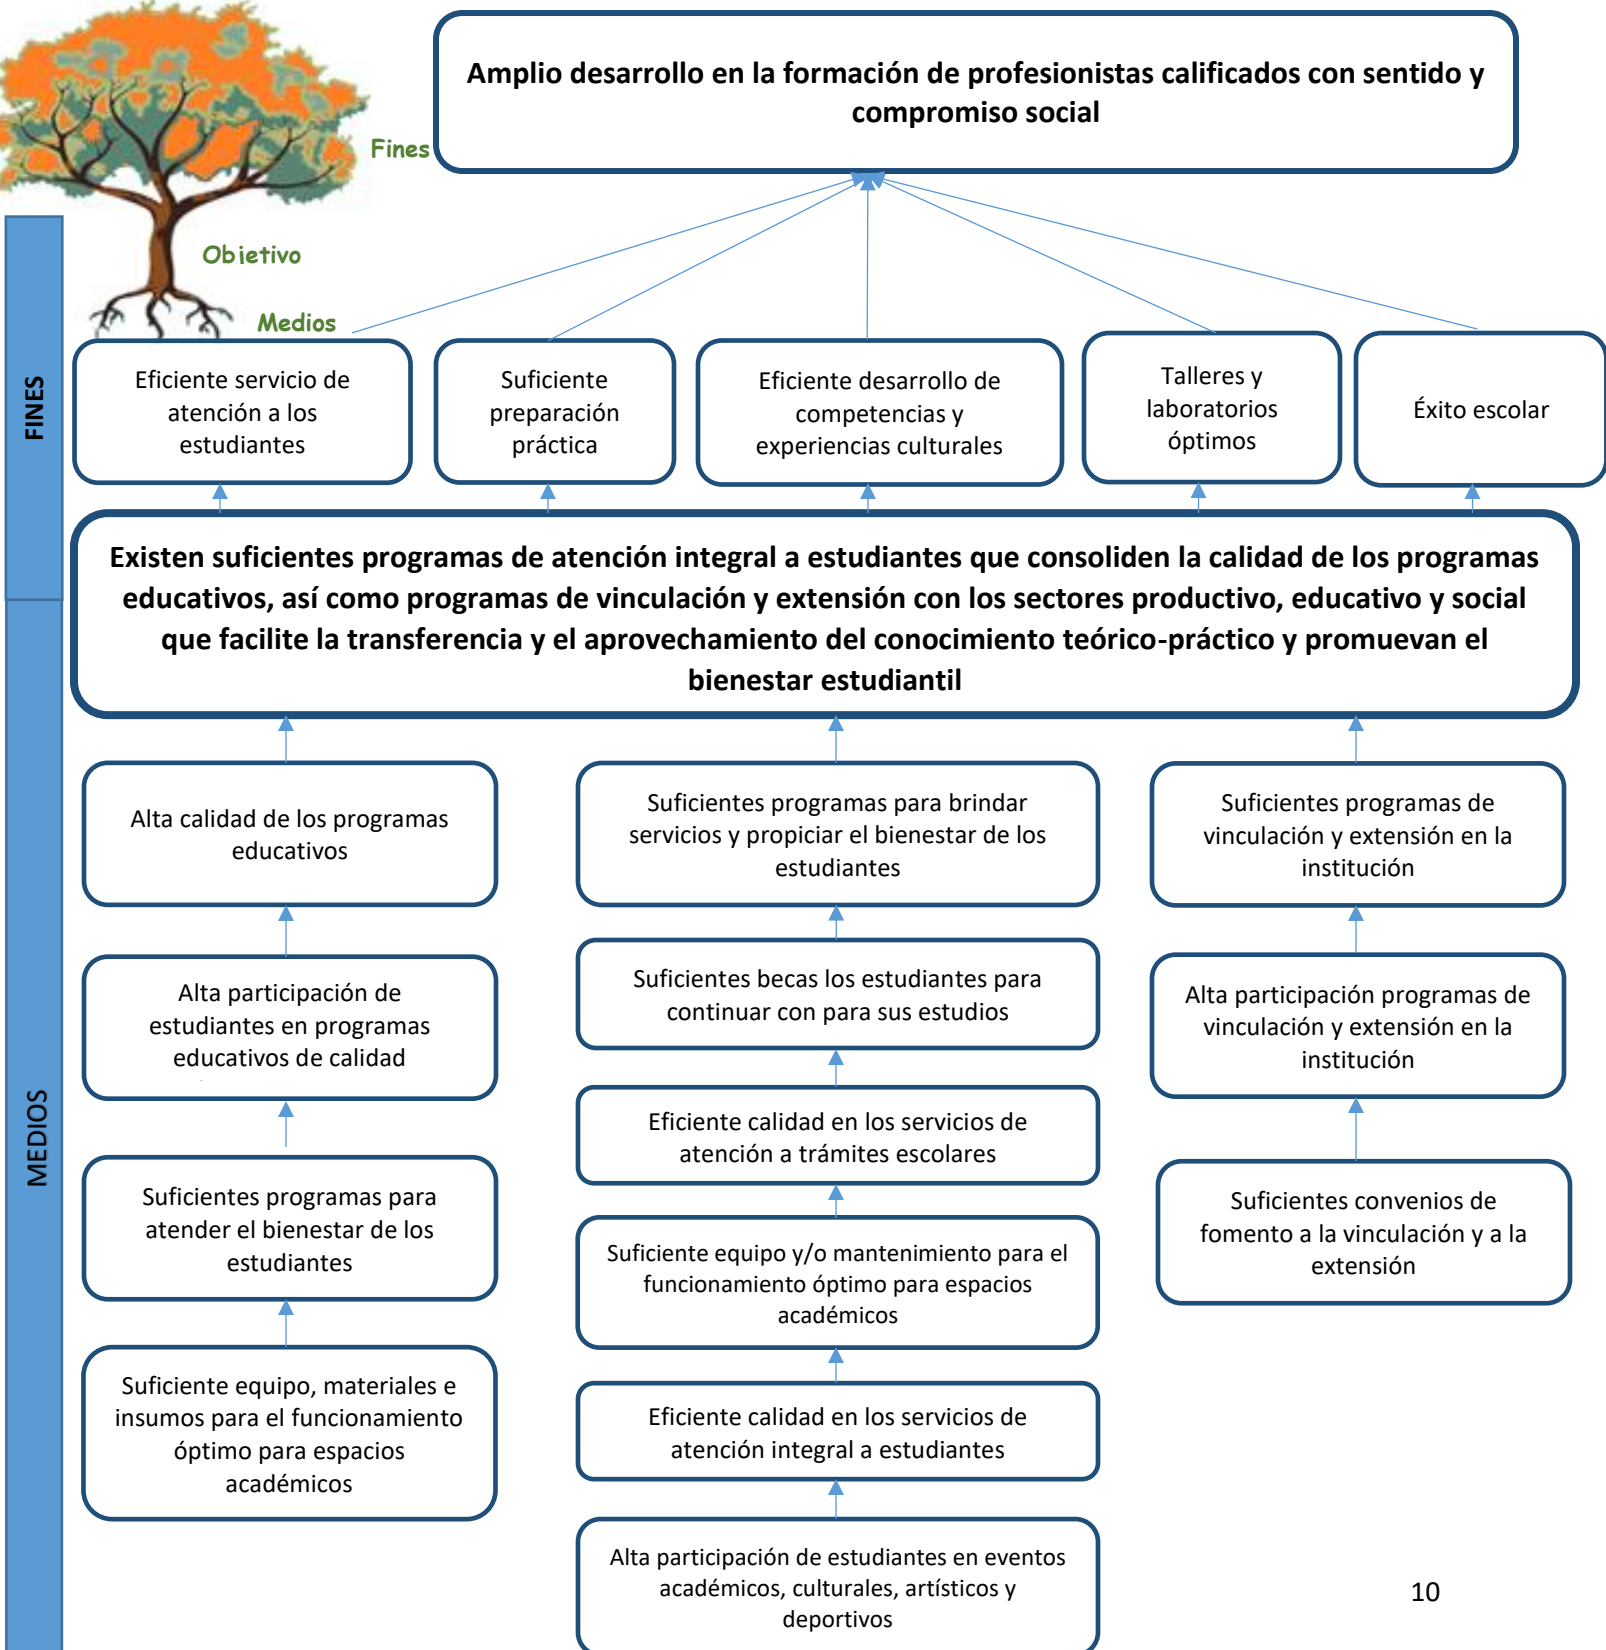 Amplio desarrollo en la formación de profesionistas calificados con sentido y
compromiso social
Fines
Objetivo
Medios
FINES
Eficiente servicio de
atención a los
estudiantes
Suficiente
preparación
práctica
Eficiente desarrollo de
competencias y
experiencias culturales
Talleres y
laboratorios
óptimos
Éxito escolar
Existen suficientes programas de atención integral a estudiantes que consoliden la calidad de los programas
educativos, así como programas de vinculación y extensión con los sectores productivo, educativo y social
que facilite la transferencia y el aprovechamiento del conocimiento teórico-práctico y promuevan el
bienestar estudiantil
MEDIOS
Alta calidad de los programas
educativos
Alta participación de
estudiantes en programas
educativos de calidad
Suficientes programas para
atender el bienestar de los
estudiantes
Suficiente equipo, materiales e
insumos para el funcionamiento
óptimo para espacios
académicos
Suficientes programas para brindar
servicios y propiciar el bienestar de los
estudiantes
Suficientes becas los estudiantes para
continuar con para sus estudios
Eficiente calidad en los servicios de
atención a trámites escolares
Suficiente equipo y/o mantenimiento para el
funcionamiento óptimo para espacios
académicos
Eficiente calidad en los servicios de
atención integral a estudiantes
Alta participación de estudiantes en eventos
académicos, culturales, artísticos y
deportivos
Suficientes programas de
vinculación y extensión en la
institución
Alta participación programas de
vinculación y extensión en la
institución
Suficientes convenios de
fomento a la vinculación y a la
extensión
10